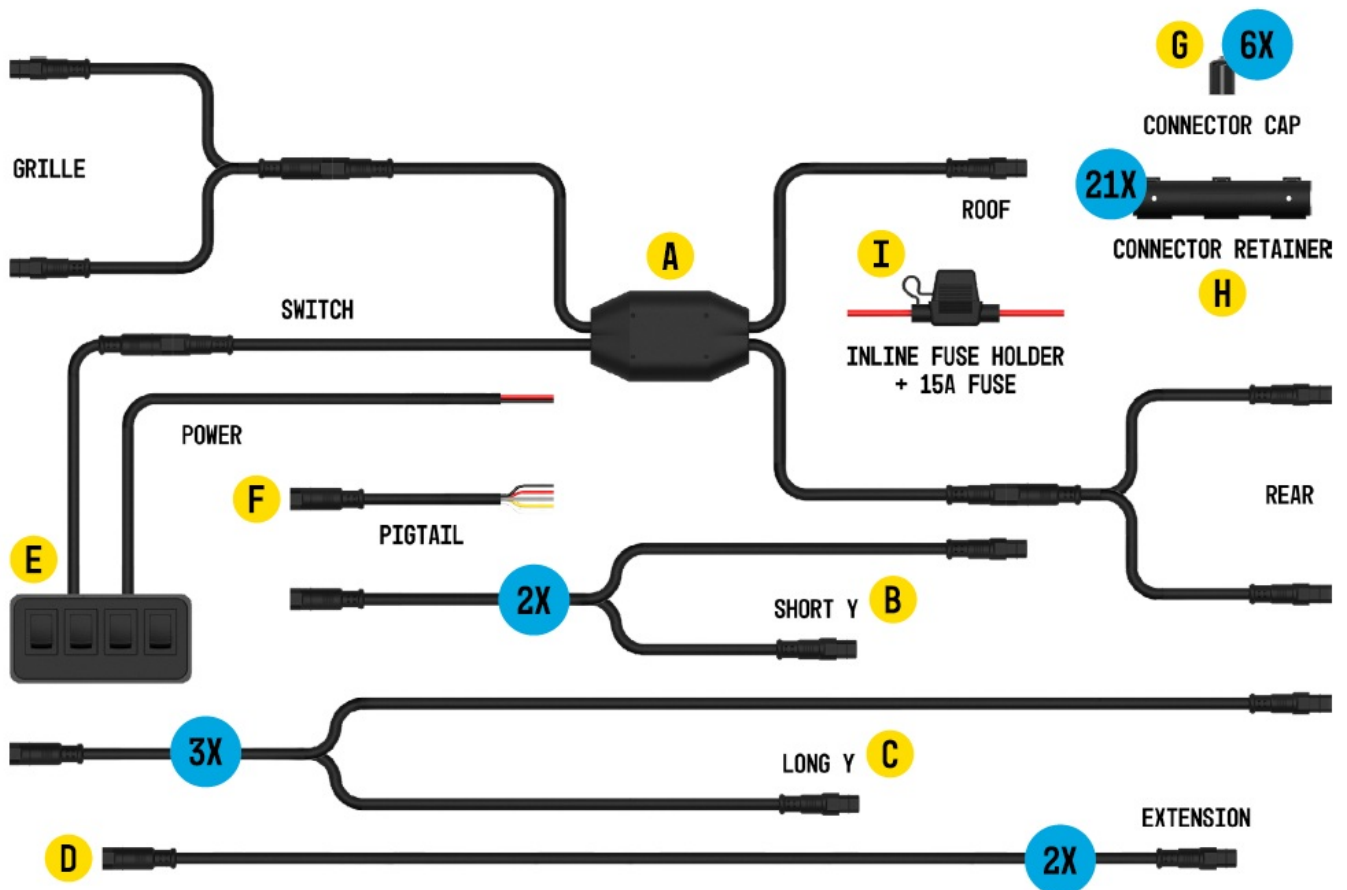 G
6X
CONNECTOR CAP
GRILLE
21X
ROOF
CONNECTOR RETAINER
H
A
I
SWITCH
INLINE FUSE HOLDER
+ 15A FUSE
POWER
F
PIGTAIL
REAR
E
2X
SHORT Y
B
3X
LONG Y
C
EXTENSION
D
2X